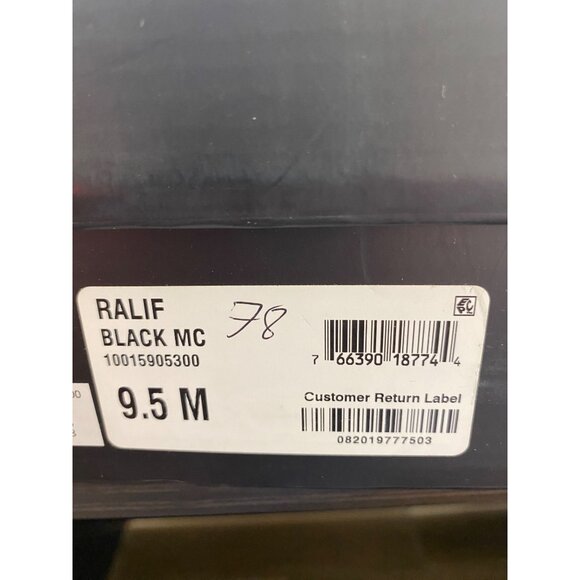 RALIF
78
BLACK MC
10015905300
9.5 M
7 66390 18774 4
Customer Return Label
082019777503